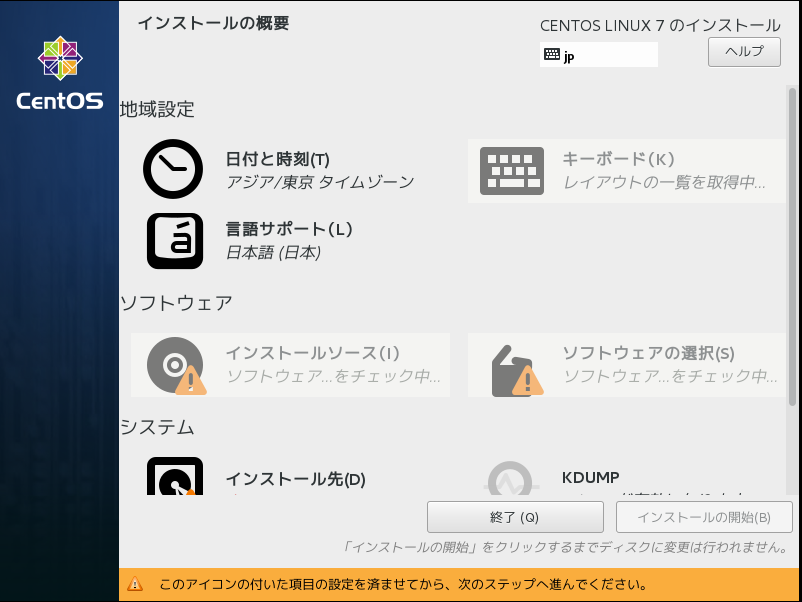 インストールの概要
CENTOS LINUX 7 のインストール
jp
ヘルプ
CentOS
地域設定
日付と時刻(T)
アジア/東京 タイムゾーン
キーボード(K)
レイアウトの一覧を取得中...
言語サポート(L)
日本語 (日本)
ソフトウェア
インストールソース(I)
ソフトウェア...をチェック中...
ソフトウェアの選択(S)
ソフトウェア...をチェック中...
システム
インストール先(D)
KDUMP
終了 (Q)
インストールの開始(B)
「インストールの開始」をクリックするまでディスクに変更は行われません。
このアイコンの付いた項目の設定を済ませてから、次のステップへ進んでください。